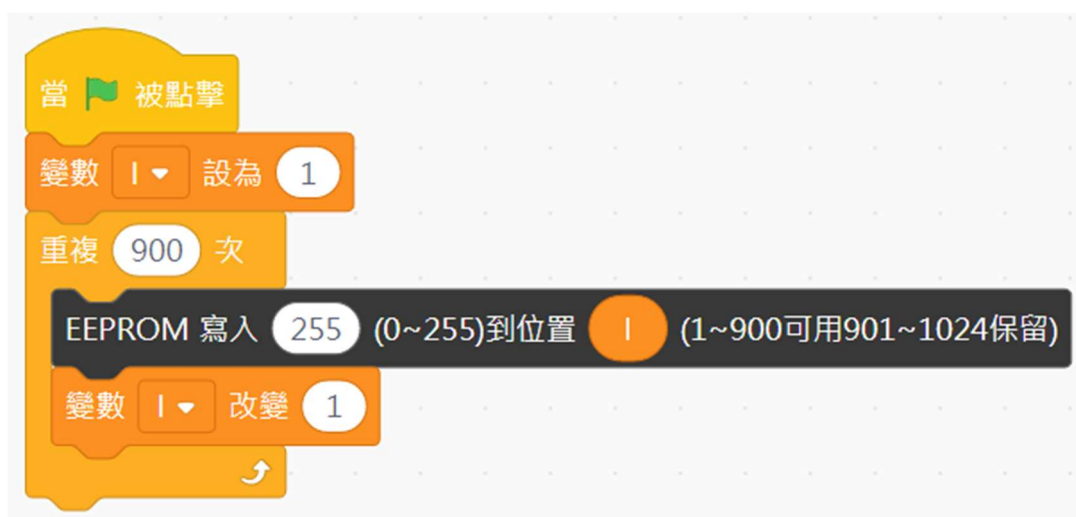 當 被點擊
變數 I 設為 1
重複 900 次
EEPROM 寫入 255 (0~255)到位置 I (1~900可用901~1024保留)
變數 I 改變 1